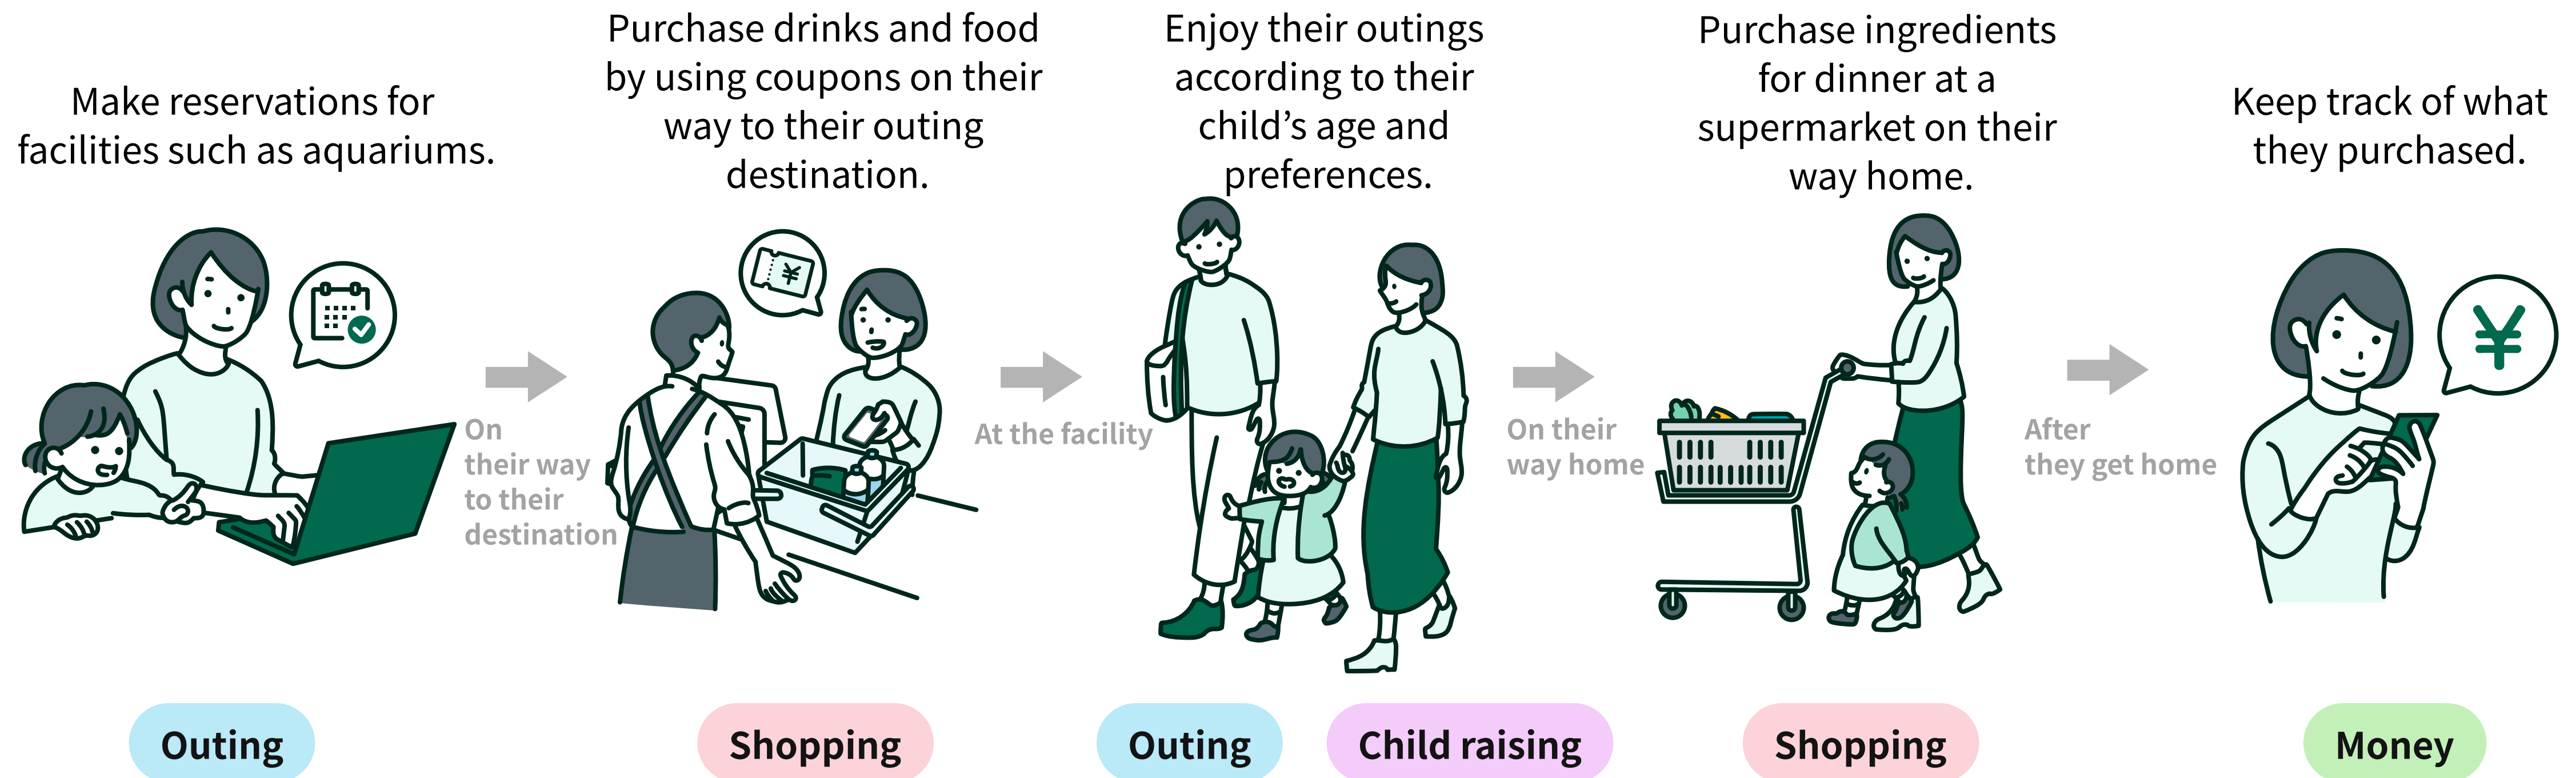 Make reservations for
facilities such as aquariums.
On
their way
to their
destination
Purchase drinks and food
by using coupons on their
way to their outing
destination.
¥
At the facility
Enjoy their outings
according to their
child’s age and
preferences.
On their
way home
Purchase ingredients
for dinner at a
supermarket on their
way home.
After
they get home
Keep track of what
they purchased.
¥
Outing
Shopping
Outing
Child raising
Shopping
Money